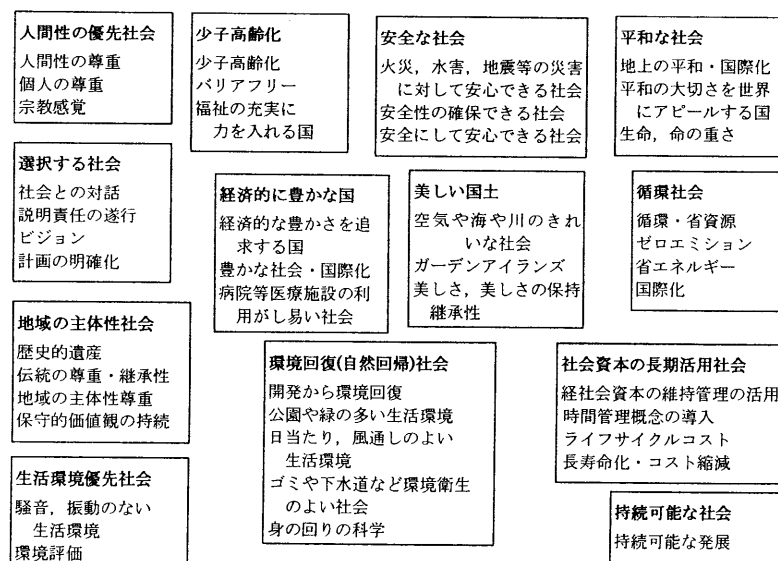 人間性の優先社会
人間性の尊重
個人の尊重
宗教感覚
少子高齢化
少子高齢化
バリアフリー
福祉の充実に
力を入れる国
安全な社会
火災，水害，地震等の災害
に対して安心できる社会
安全性の確保できる社会
安全にして安心できる社会
平和な社会
地上の平和・国際化
平和の大切さを世界
にアピールする国
生命，命の重さ
選択する社会
社会との対話
説明責任の遂行
ビジョン
計画の明確化
経済的に豊かな国
経済的な豊かさを追
求する国
豊かな社会・国際化
病院等医療施設の利
用がし易い社会
美しい国土
空気や海や川のきれ
いな社会
ガーデンアイランズ
美しさ，美しさの保持
継承性
循環社会
循環・省資源
ゼロエミション
省エネルギー
国際化
地域の主体性社会
歴史的遺産
伝統の尊重・継承性
地域の主体性尊重
保守的価値観の持続
環境回復(自然回帰)社会
開発から環境回復
公園や緑の多い生活環境
日当たり，風通しのよい
生活環境
ゴミや下水道など環境衛生
のよい社会
身の回りの科学
社会資本の長期活用社会
経社会資本の維持管理の活用
時間管理概念の導入
ライフサイクルコスト
長寿命化・コスト縮減
生活環境優先社会
騒音，振動のない
生活環境
環境評価
持続可能な社会
持続可能な発展